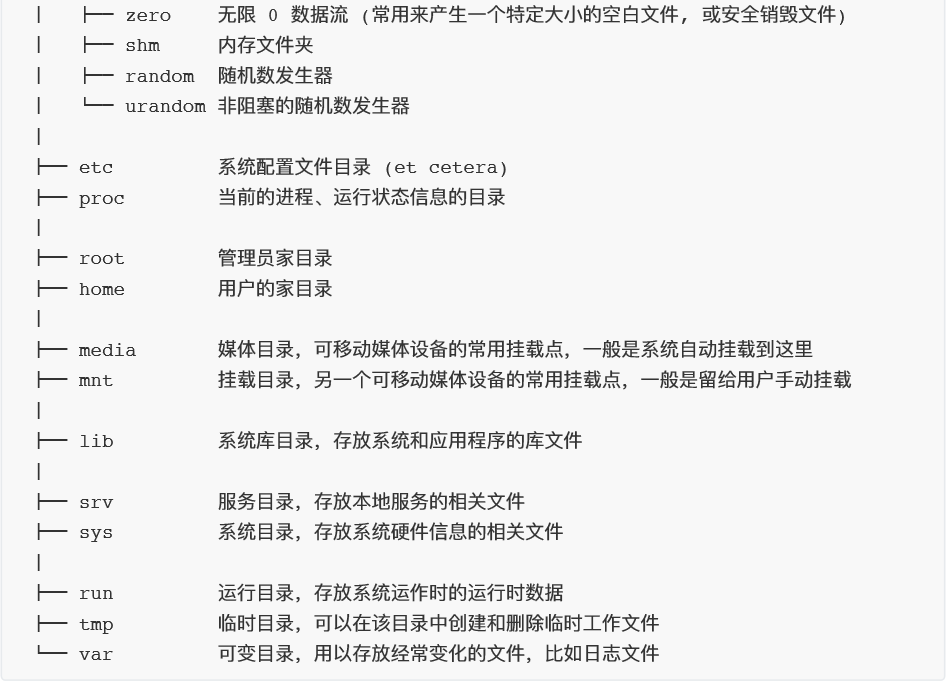 │   ├── zero    无限 0 数据流 (常用来产生一个特定大小的空白文件, 或安全销毁文件)
│   ├── shm     内存文件夹
│   ├── random  随机数发生器
│   └── urandom 非阻塞的随机数发生器
│
├── etc         系统配置文件目录 (et cetera)
├── proc        当前的进程、运行状态信息的目录
│
├── root        管理员家目录
├── home        用户的家目录
│
├── media       媒体目录，可移动媒体设备的常用挂载点，一般是系统自动挂载到这里
├── mnt         挂载目录，另一个可移动媒体设备的常用挂载点，一般是留给用户手动挂载
│
├── lib         系统库目录，存放系统和应用程序的库文件
│
├── srv         服务目录，存放本地服务的相关文件
├── sys         系统目录，存放系统硬件信息的相关文件
│
├── run         运行目录，存放系统运作时的运行时数据
├── tmp         临时目录，可以在该目录中创建和删除临时工作文件
└── var         可变目录，用以存放经常变化的文件，比如日志文件